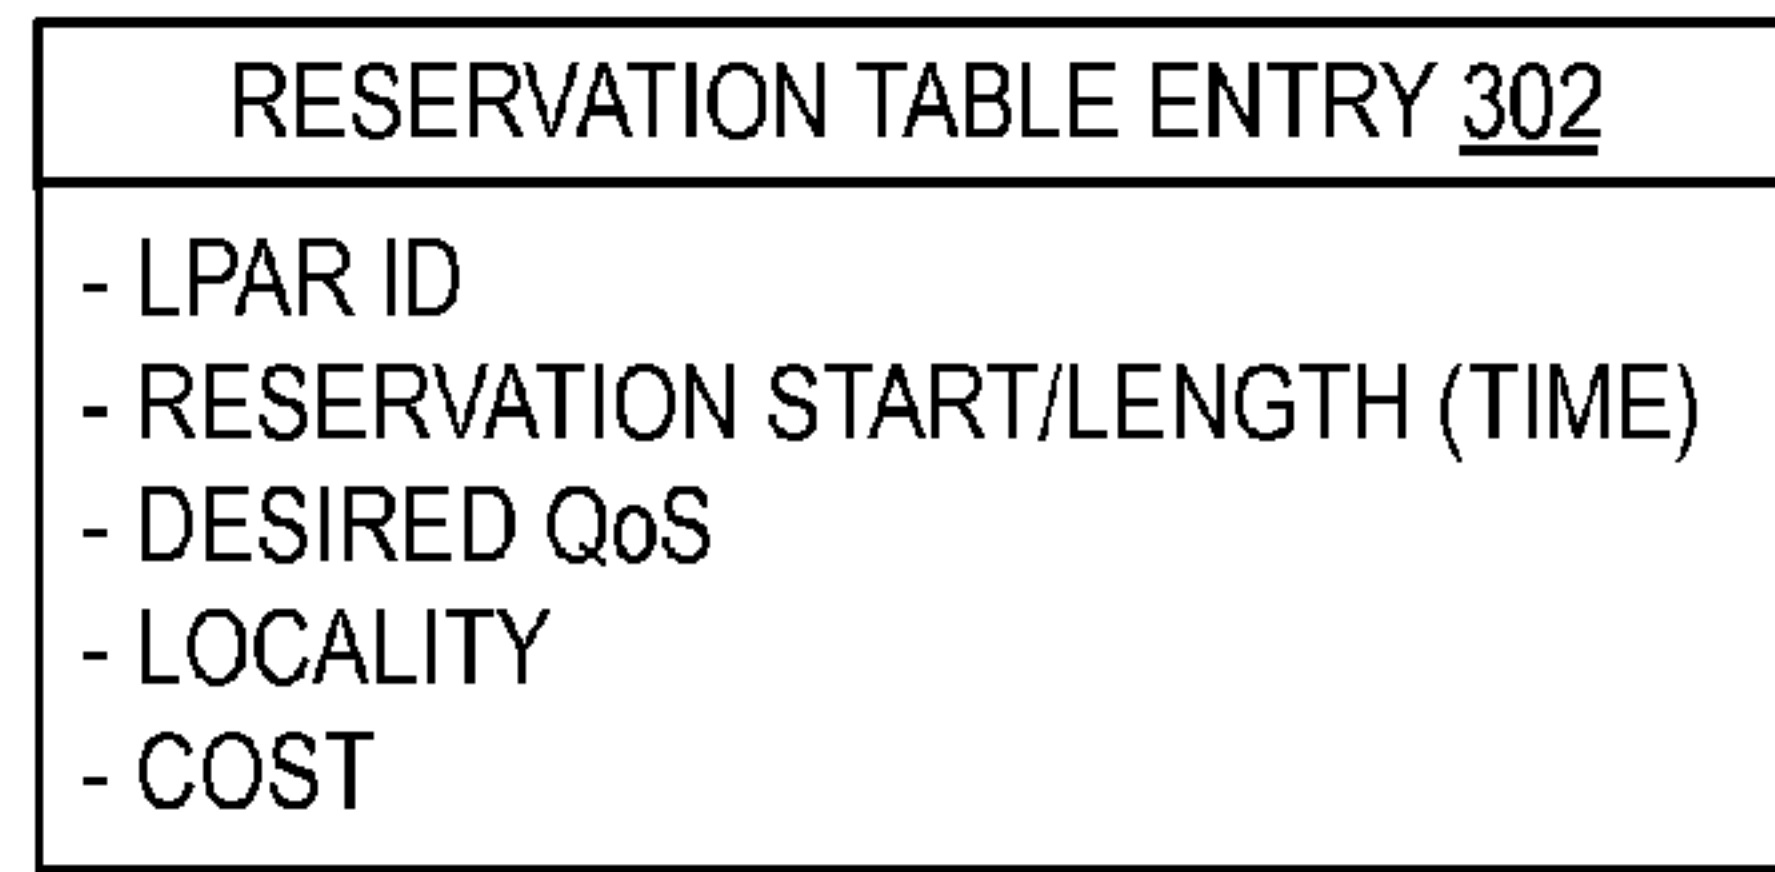 RESERVATION TABLE ENTRY 302
- LPAR ID
- RESERVATION START/LENGTH (TIME)
- DESIRED QoS
- LOCALITY
- COST